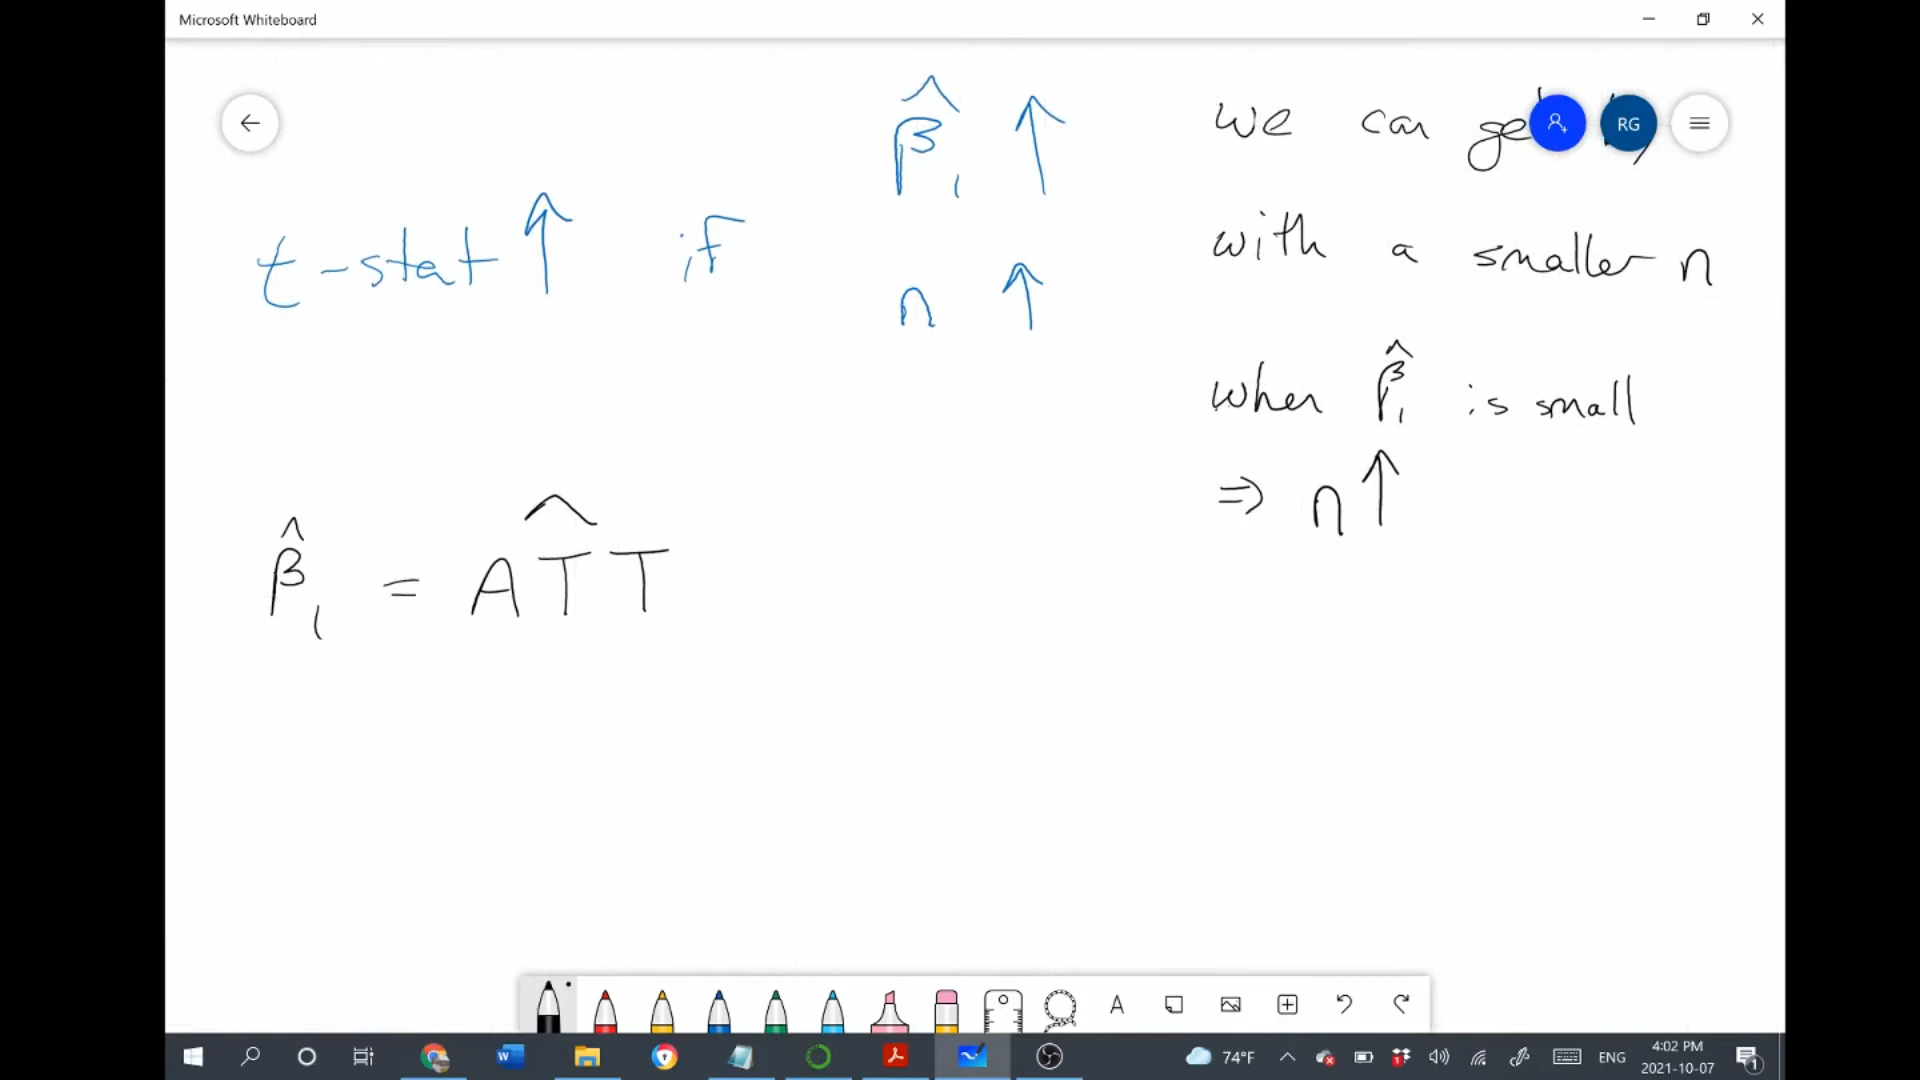 Microsoft Whiteboard
RG
β̂₁ ↑
t-stat ↑ if
n ↑
we can
with a smaller n
when β̂₁ is small
⇒ n ↑
β̂₁ = ATT̂
A
74°F
ENG
4:02 PM
2021-10-07
1